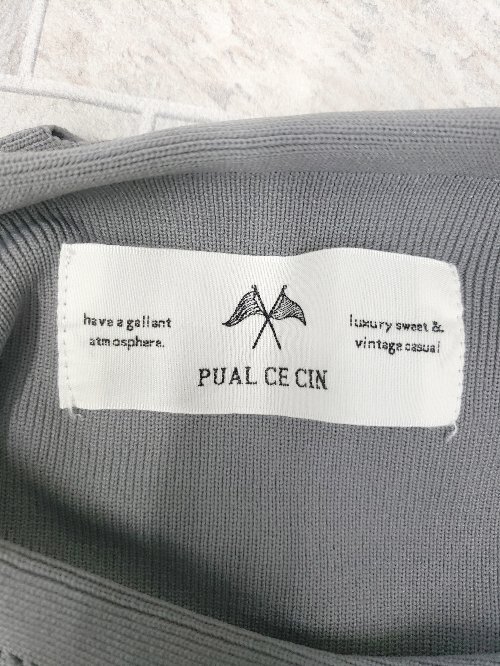 have a gallant
atmosphere.
luxury sweet &
vintage casual
PUAL CE CIN